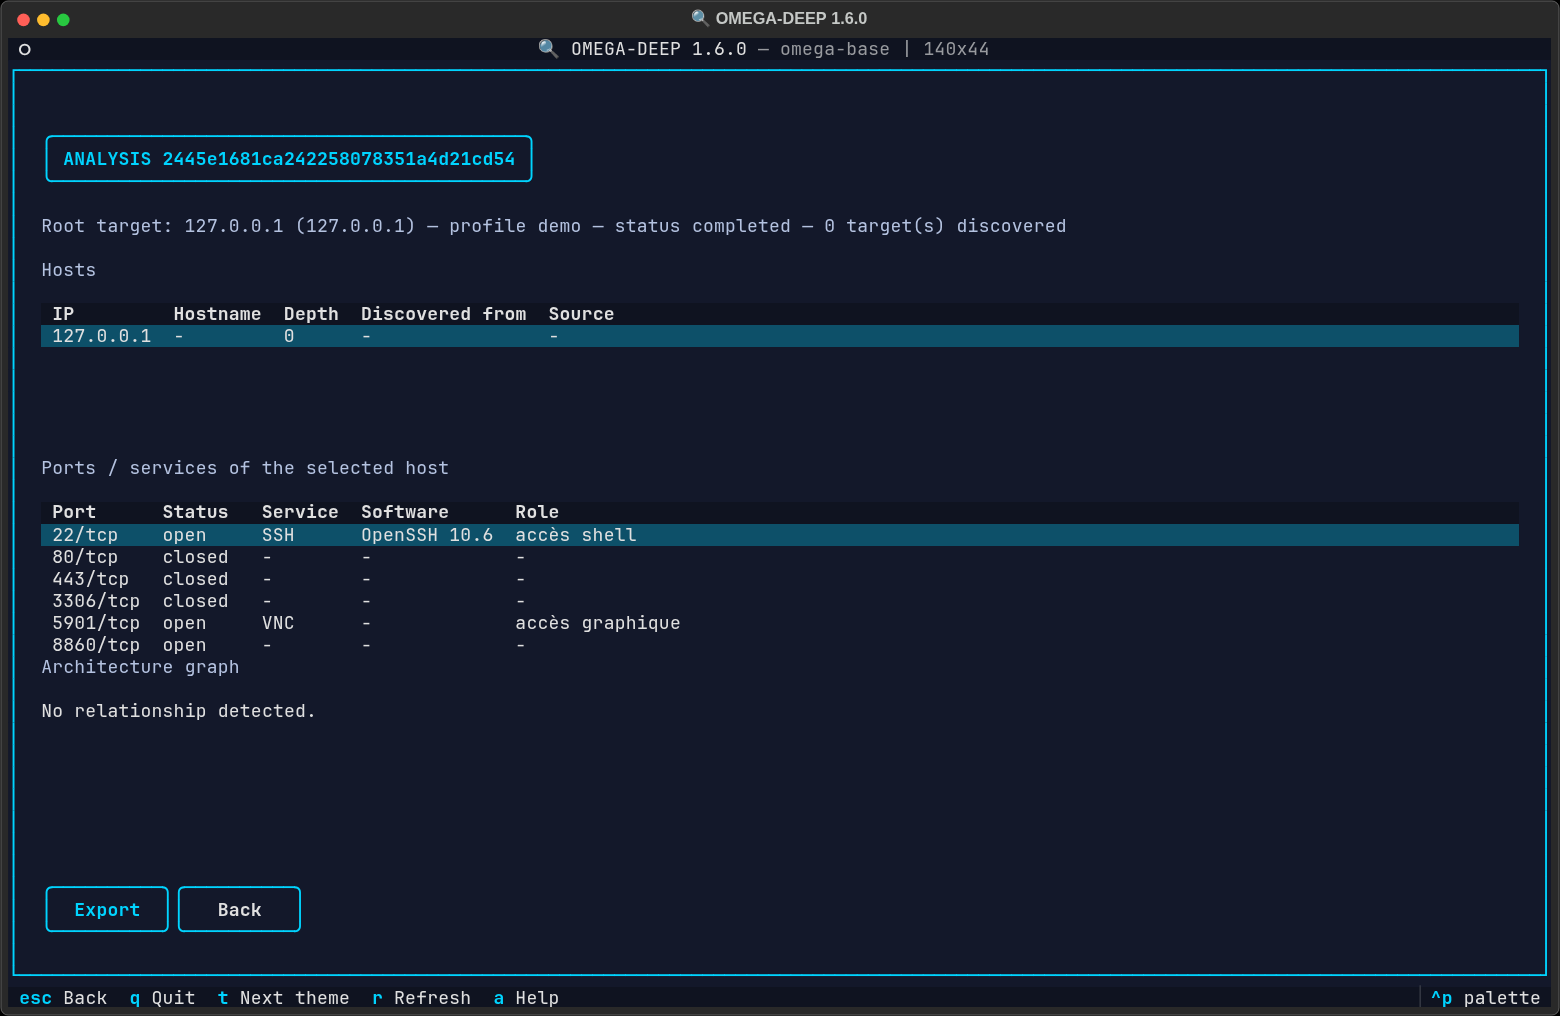 🔍 OMEGA-DEEP 1.6.0
🔍 OMEGA-DEEP 1.6.0 — omega-base | 140x44
ANALYSIS 2445e1681ca242258078351a4d21cd54
Root target: 127.0.0.1 (127.0.0.1) — profile demo — status completed — 0 target(s) discovered
Hosts
IP Hostname Depth Discovered from Source
127.0.0.1 - 0 - -
Ports / services of the selected host
Port Status Service Software Role
22/tcp open SSH OpenSSH 10.6 accès shell
80/tcp closed - - -
443/tcp closed - - -
3306/tcp closed - - -
5901/tcp open VNC - accès graphique
8860/tcp open - - -
Architecture graph
No relationship detected.
Export Back
esc Back q Quit t Next theme r Refresh a Help ^p palette